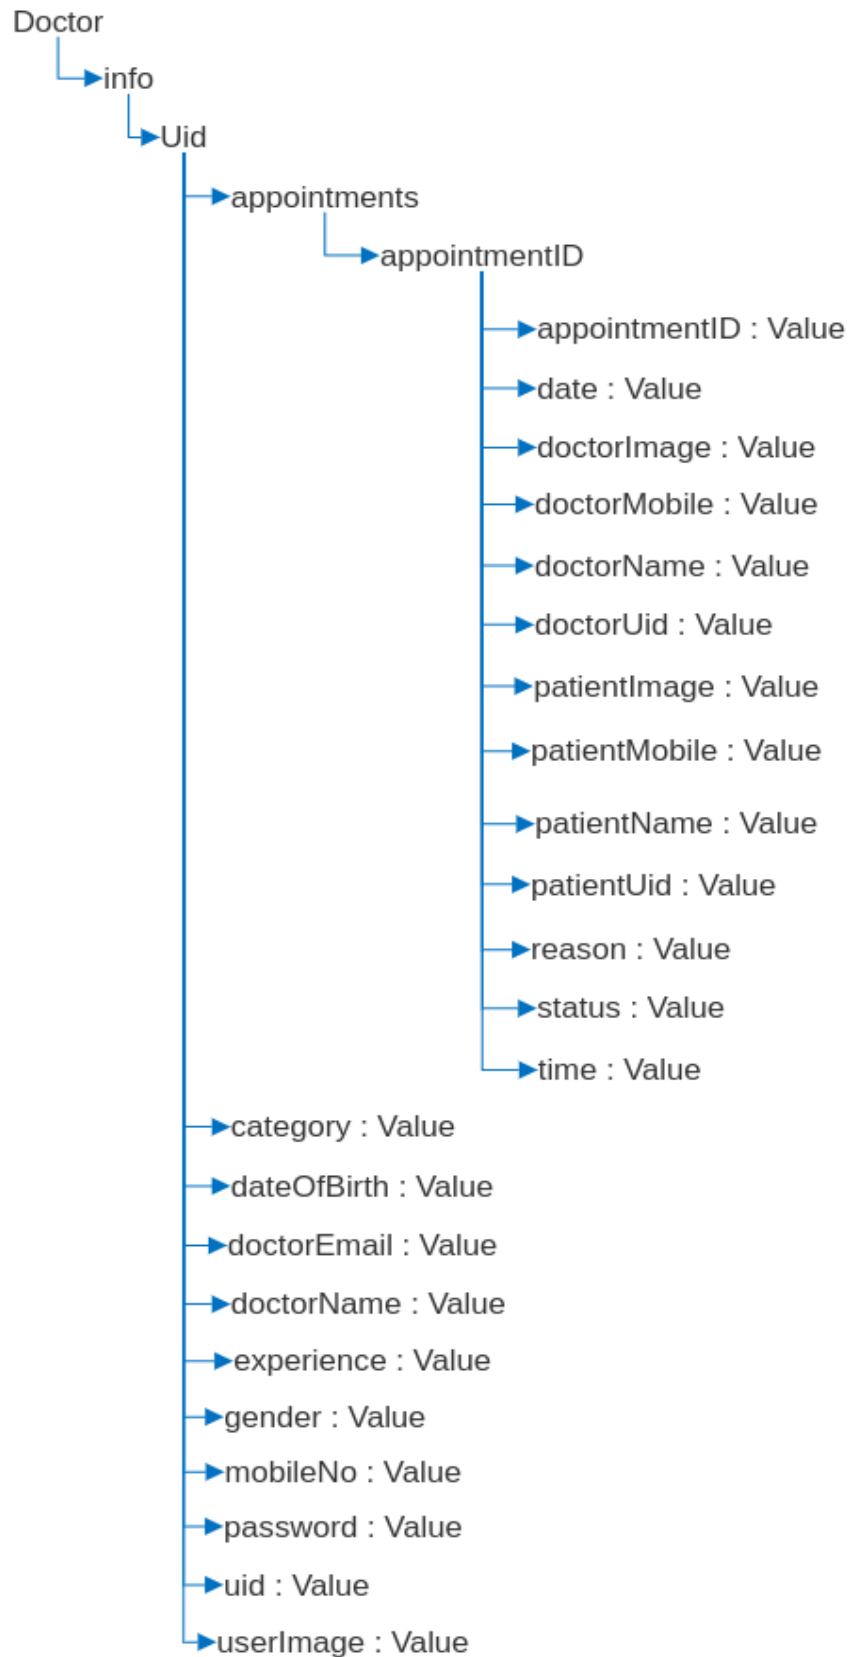 Doctor
info
Uid
appointments
appointmentID
appointmentID : Value
date : Value
doctorImage : Value
doctorMobile : Value
doctorName : Value
doctorUid : Value
patientImage : Value
patientMobile : Value
patientName : Value
patientUid : Value
reason : Value
status : Value
time : Value
category : Value
dateOfBirth : Value
doctorEmail : Value
doctorName : Value
experience : Value
gender : Value
mobileNo : Value
password : Value
uid : Value
userImage : Value